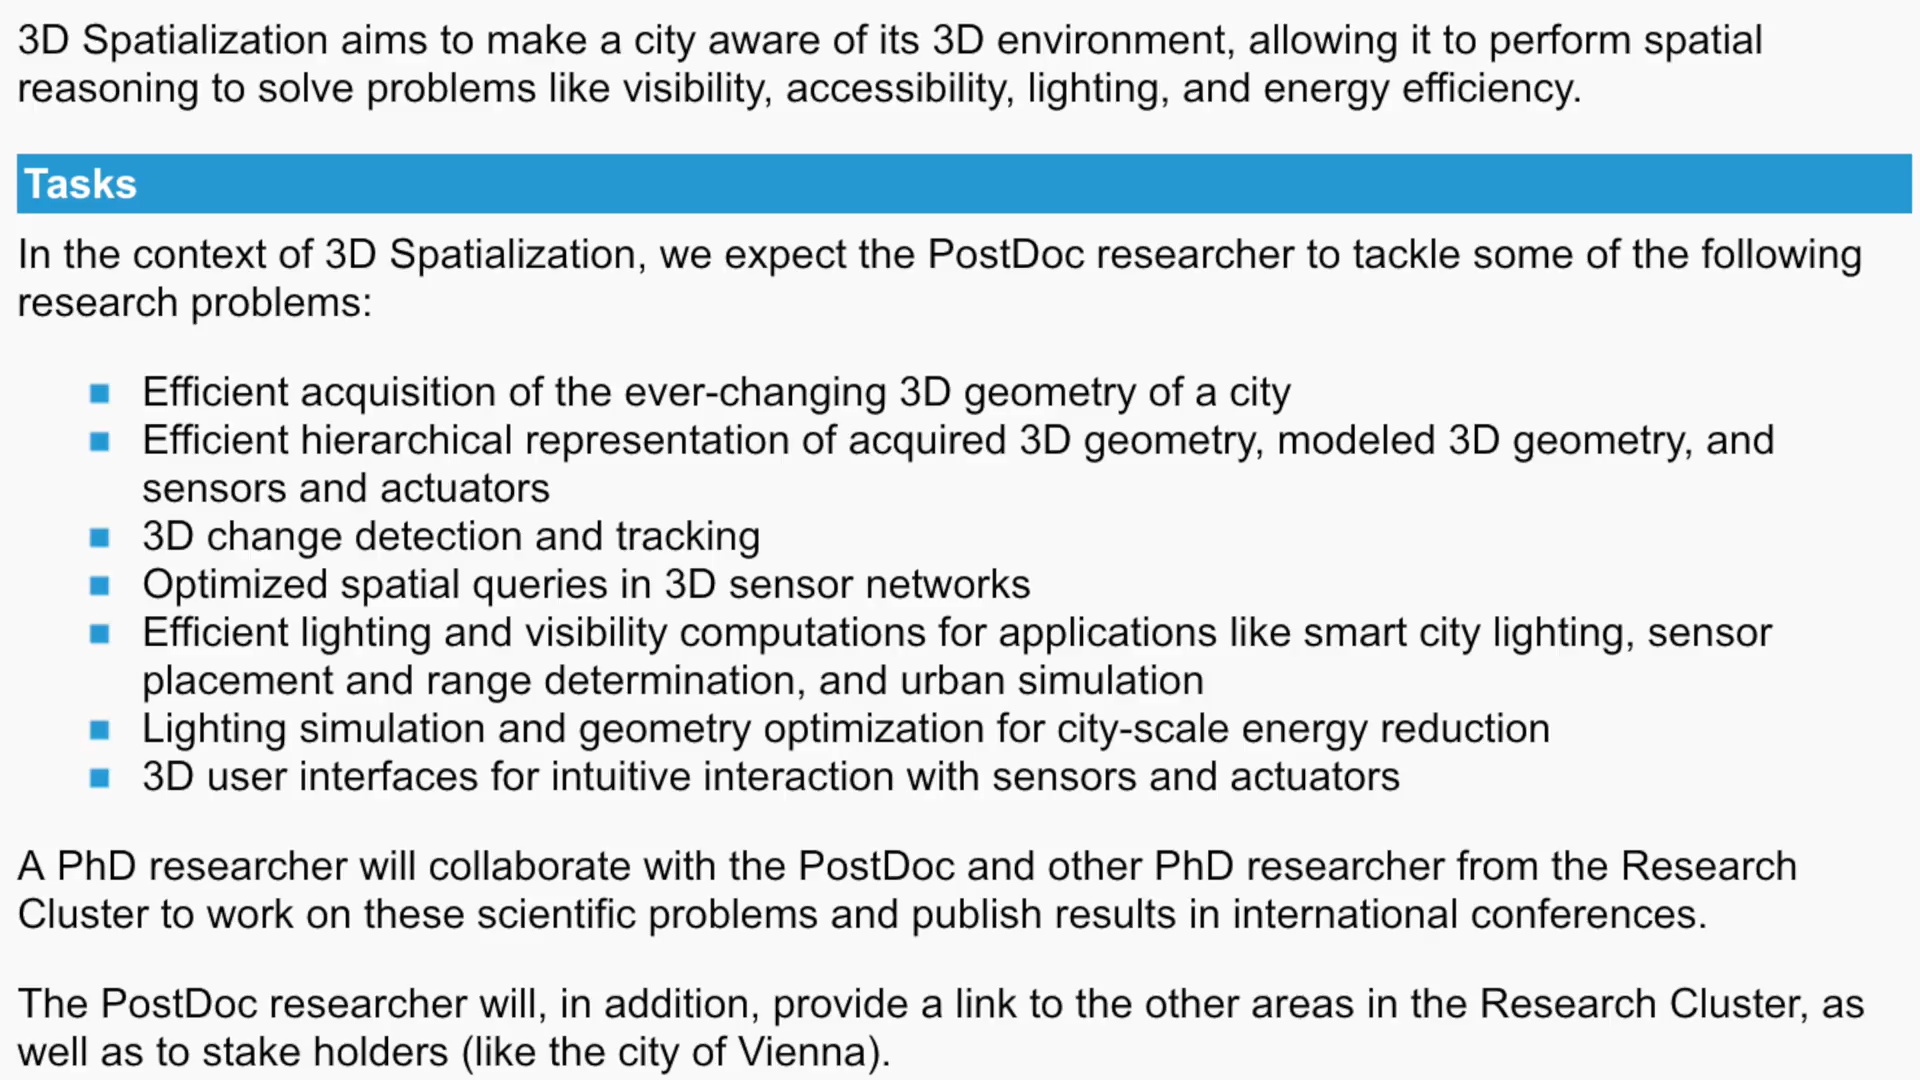 3D Spatialization aims to make a city aware of its 3D environment, allowing it to perform spatial
reasoning to solve problems like visibility, accessibility, lighting, and energy efficiency.
Tasks
In the context of 3D Spatialization, we expect the PostDoc researcher to tackle some of the following
research problems:
Efficient acquisition of the ever-changing 3D geometry of a city
Efficient hierarchical representation of acquired 3D geometry, modeled 3D geometry, and
sensors and actuators
3D change detection and tracking
Optimized spatial queries in 3D sensor networks
Efficient lighting and visibility computations for applications like smart city lighting, sensor
placement and range determination, and urban simulation
Lighting simulation and geometry optimization for city-scale energy reduction
3D user interfaces for intuitive interaction with sensors and actuators
A PhD researcher will collaborate with the PostDoc and other PhD researcher from the Research
Cluster to work on these scientific problems and publish results in international conferences.
The PostDoc researcher will, in addition, provide a link to the other areas in the Research Cluster, as
well as to stake holders (like the city of Vienna).